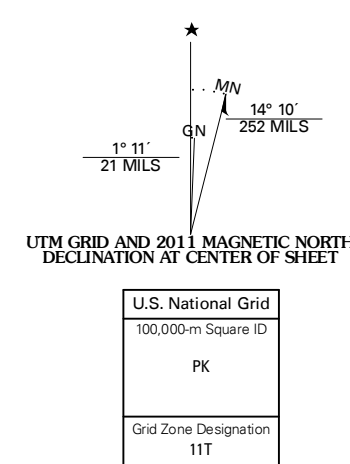 ★
MN
GN
14° 10´
252 MILS
1° 11´
21 MILS
UTM GRID AND 2011 MAGNETIC NORTH
DECLINATION AT CENTER OF SHEET
U.S. National Grid
100,000-m Square ID
PK
Grid Zone Designation
11T